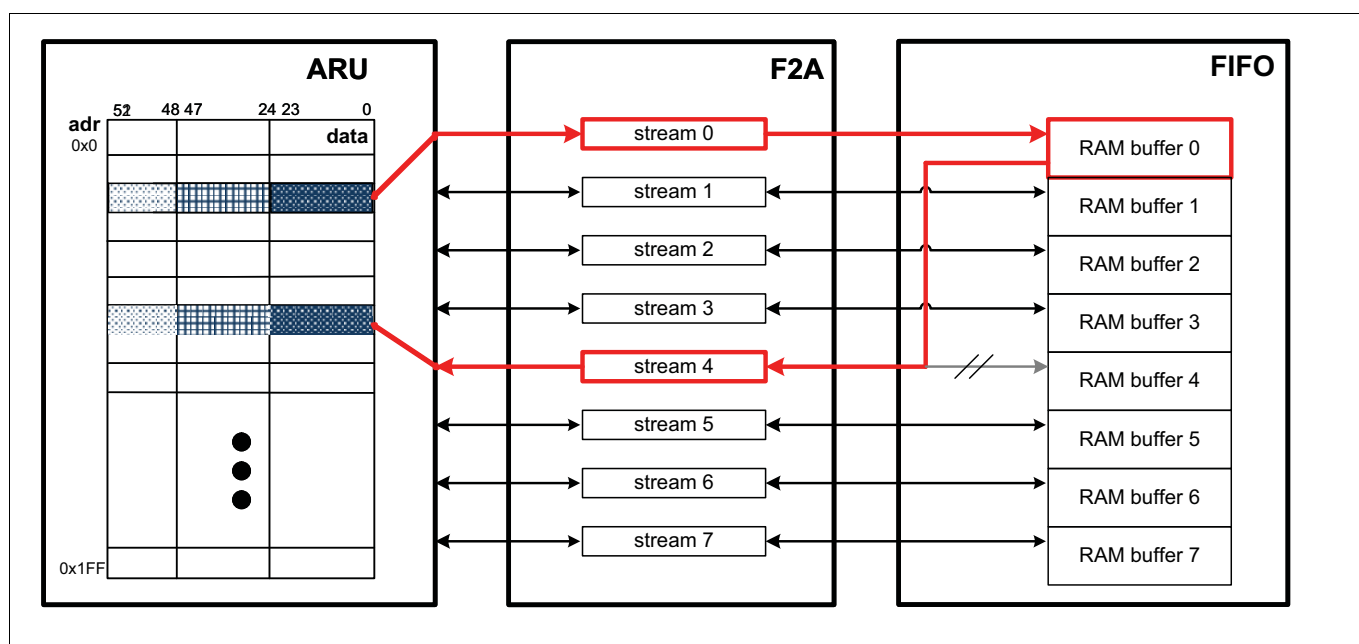 ARU
F2A
FIFO
52 48 47 24 23 0
adr
0x0
data
stream 0
stream 1
stream 2
stream 3
stream 4
stream 5
stream 6
stream 7
RAM buffer 0
RAM buffer 1
RAM buffer 2
RAM buffer 3
RAM buffer 4
RAM buffer 5
RAM buffer 6
RAM buffer 7
0x1FF